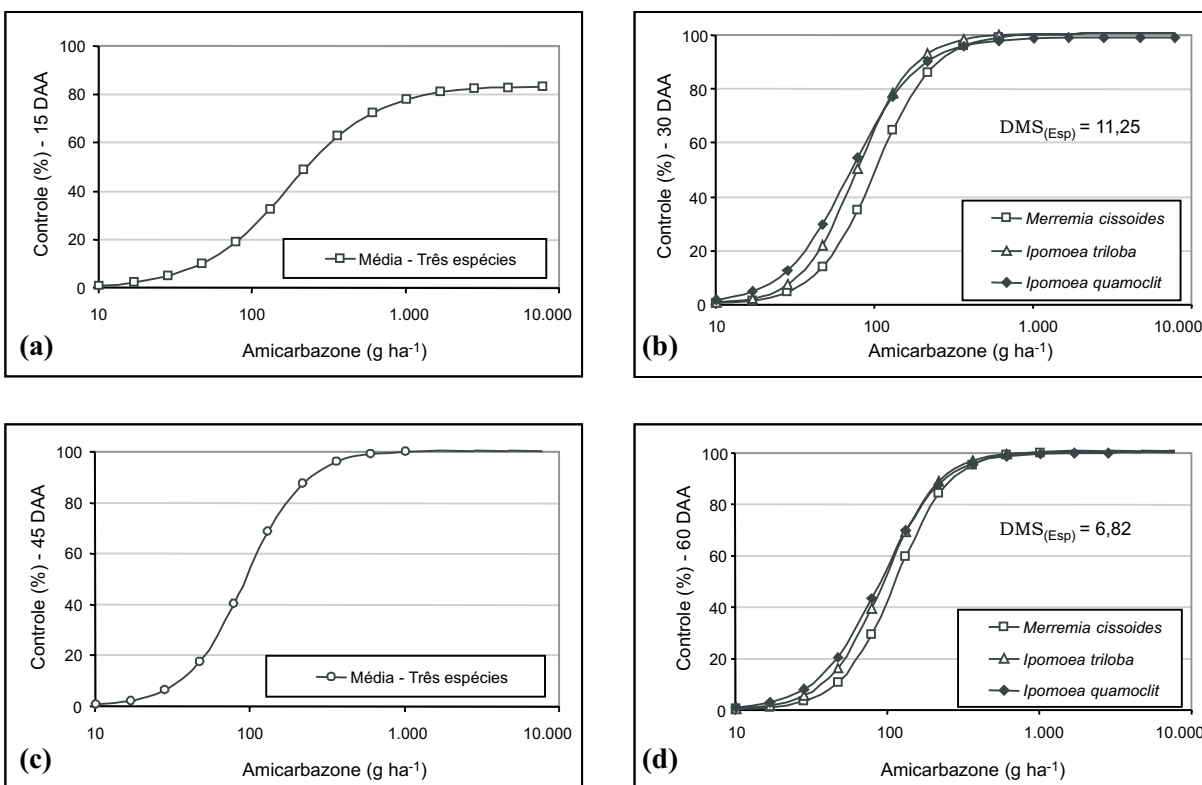 Controle (%) - 15 DAA
100
80
60
40
20
0
10
100
1.000
10.000
Média - Três espécies
(a)
Amicarbazone (g ha⁻¹)
Controle (%) - 30 DAA
100
80
60
40
20
0
10
100
1.000
10.000
DMS(Esp) = 11,25
Merremia cissoides
Ipomoea triloba
Ipomoea quamoclit
(b)
Amicarbazone (g ha⁻¹)
Controle (%) - 45 DAA
100
80
60
40
20
0
10
100
1.000
10.000
Média - Três espécies
(c)
Amicarbazone (g ha⁻¹)
Controle (%) - 60 DAA
100
80
60
40
20
0
10
100
1.000
10.000
DMS(Esp) = 6,82
Merremia cissoides
Ipomoea triloba
Ipomoea quamoclit
(d)
Amicarbazone (g ha⁻¹)